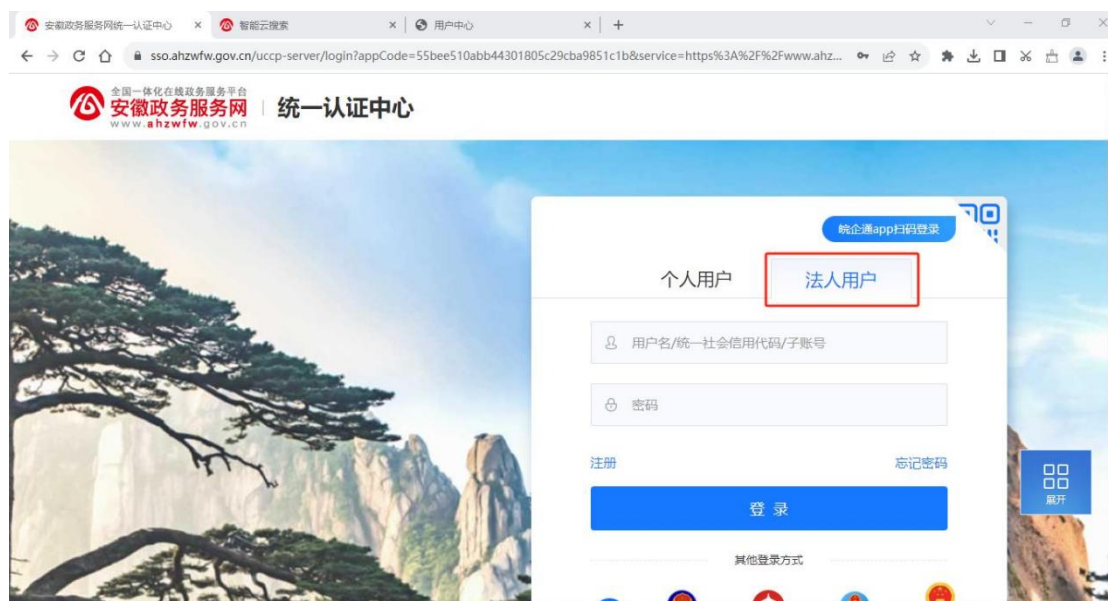 安徽政务服务网统一认证中心
智能云搜索
用户中心
sso.ahzwfw.gov.cn/uccp-server/login?appCode=55bee510abb44301805c29cba9851c1b&service=https%3A%2F%2Fwww.ahz...
全国一体化在线政务服务平台
安徽政务服务网
www.ahzwfw.gov.cn
统一认证中心
皖企通app扫码登录
个人用户
法人用户
用户名/统一社会信用代码/子账号
密码
注册
忘记密码
登 录
展开
其他登录方式